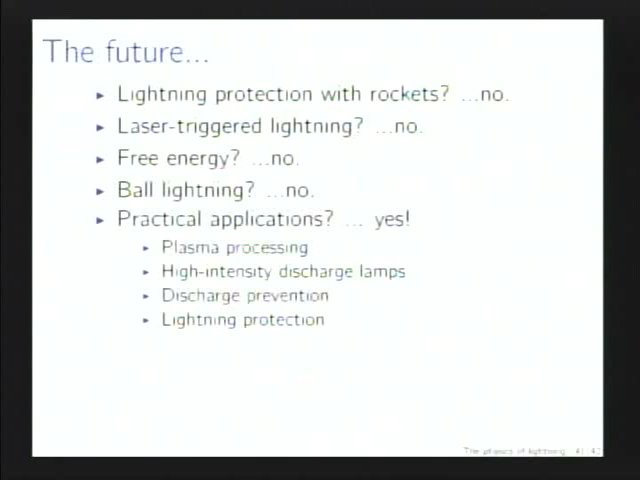 The future...
Lightning protection with rockets? ...no.
Laser-triggered lightning? ...no.
Free energy? ...no.
Ball lightning? ...no.
Practical applications? ... yes!
Plasma processing
High-intensity discharge lamps
Discharge prevention
Lightning protection
The physics of lightning